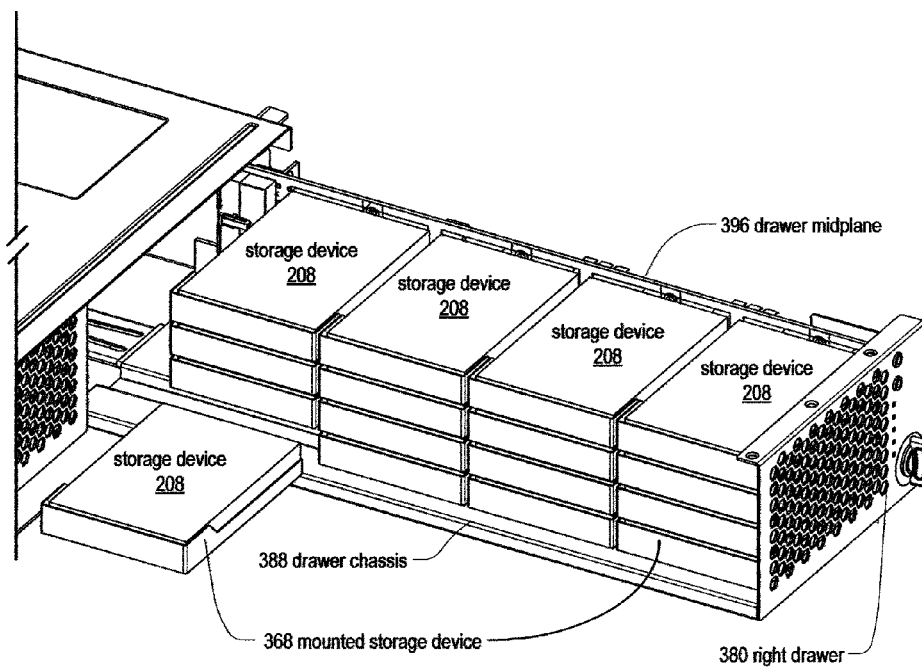 396 drawer midplane
storage device
208
storage device
208
storage device
208
storage device
208
storage device
208
388 drawer chassis
368 mounted storage device
380 right drawer